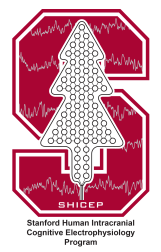 SHICEP
Stanford Human Intracranial
Cognitive Electrophysiology
Program